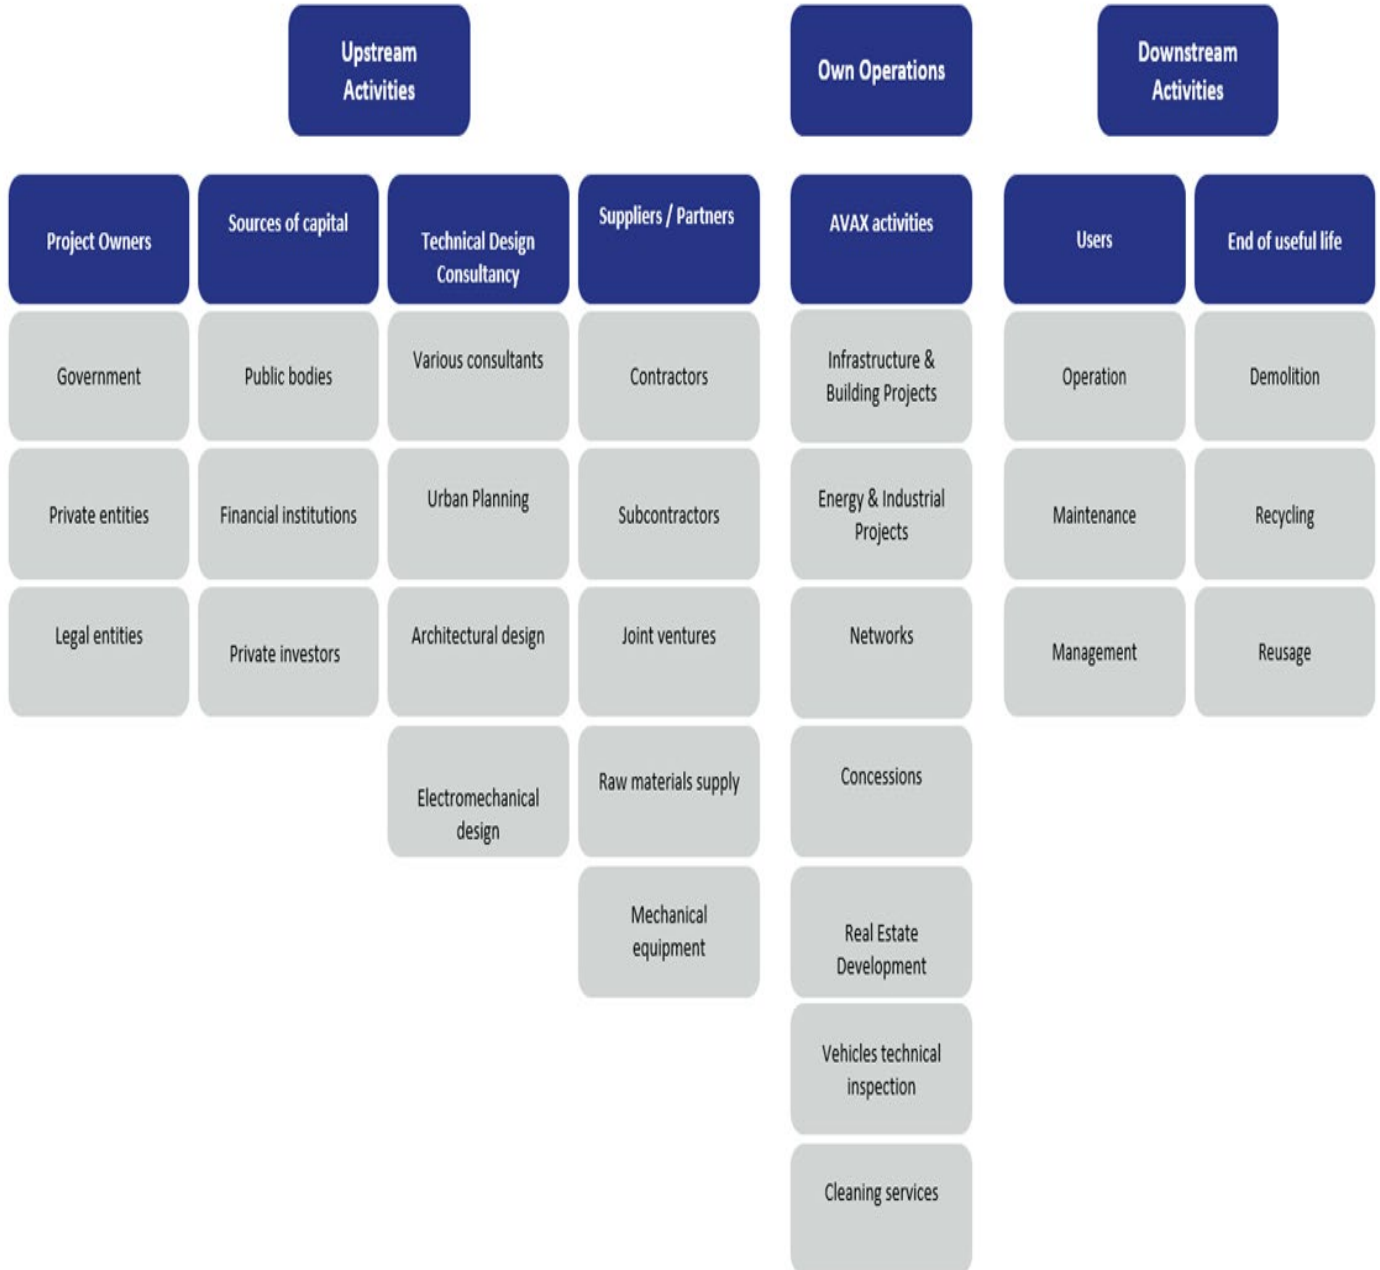 Upstream
Activities
Own Operations
Downstream
Activities
Project Owners
Sources of capital
Technical Design
Consultancy
Suppliers / Partners
AVAX activities
Users
End of useful life
Government
Public bodies
Various consultants
Contractors
Infrastructure &
Building Projects
Operation
Demolition
Private entities
Financial institutions
Urban Planning
Subcontractors
Energy & Industrial
Projects
Maintenance
Recycling
Legal entities
Private investors
Architectural design
Joint ventures
Networks
Management
Reusage
Electromechanical
design
Raw materials supply
Concessions
Mechanical
equipment
Real Estate
Development
Vehicles technical
inspection
Cleaning services